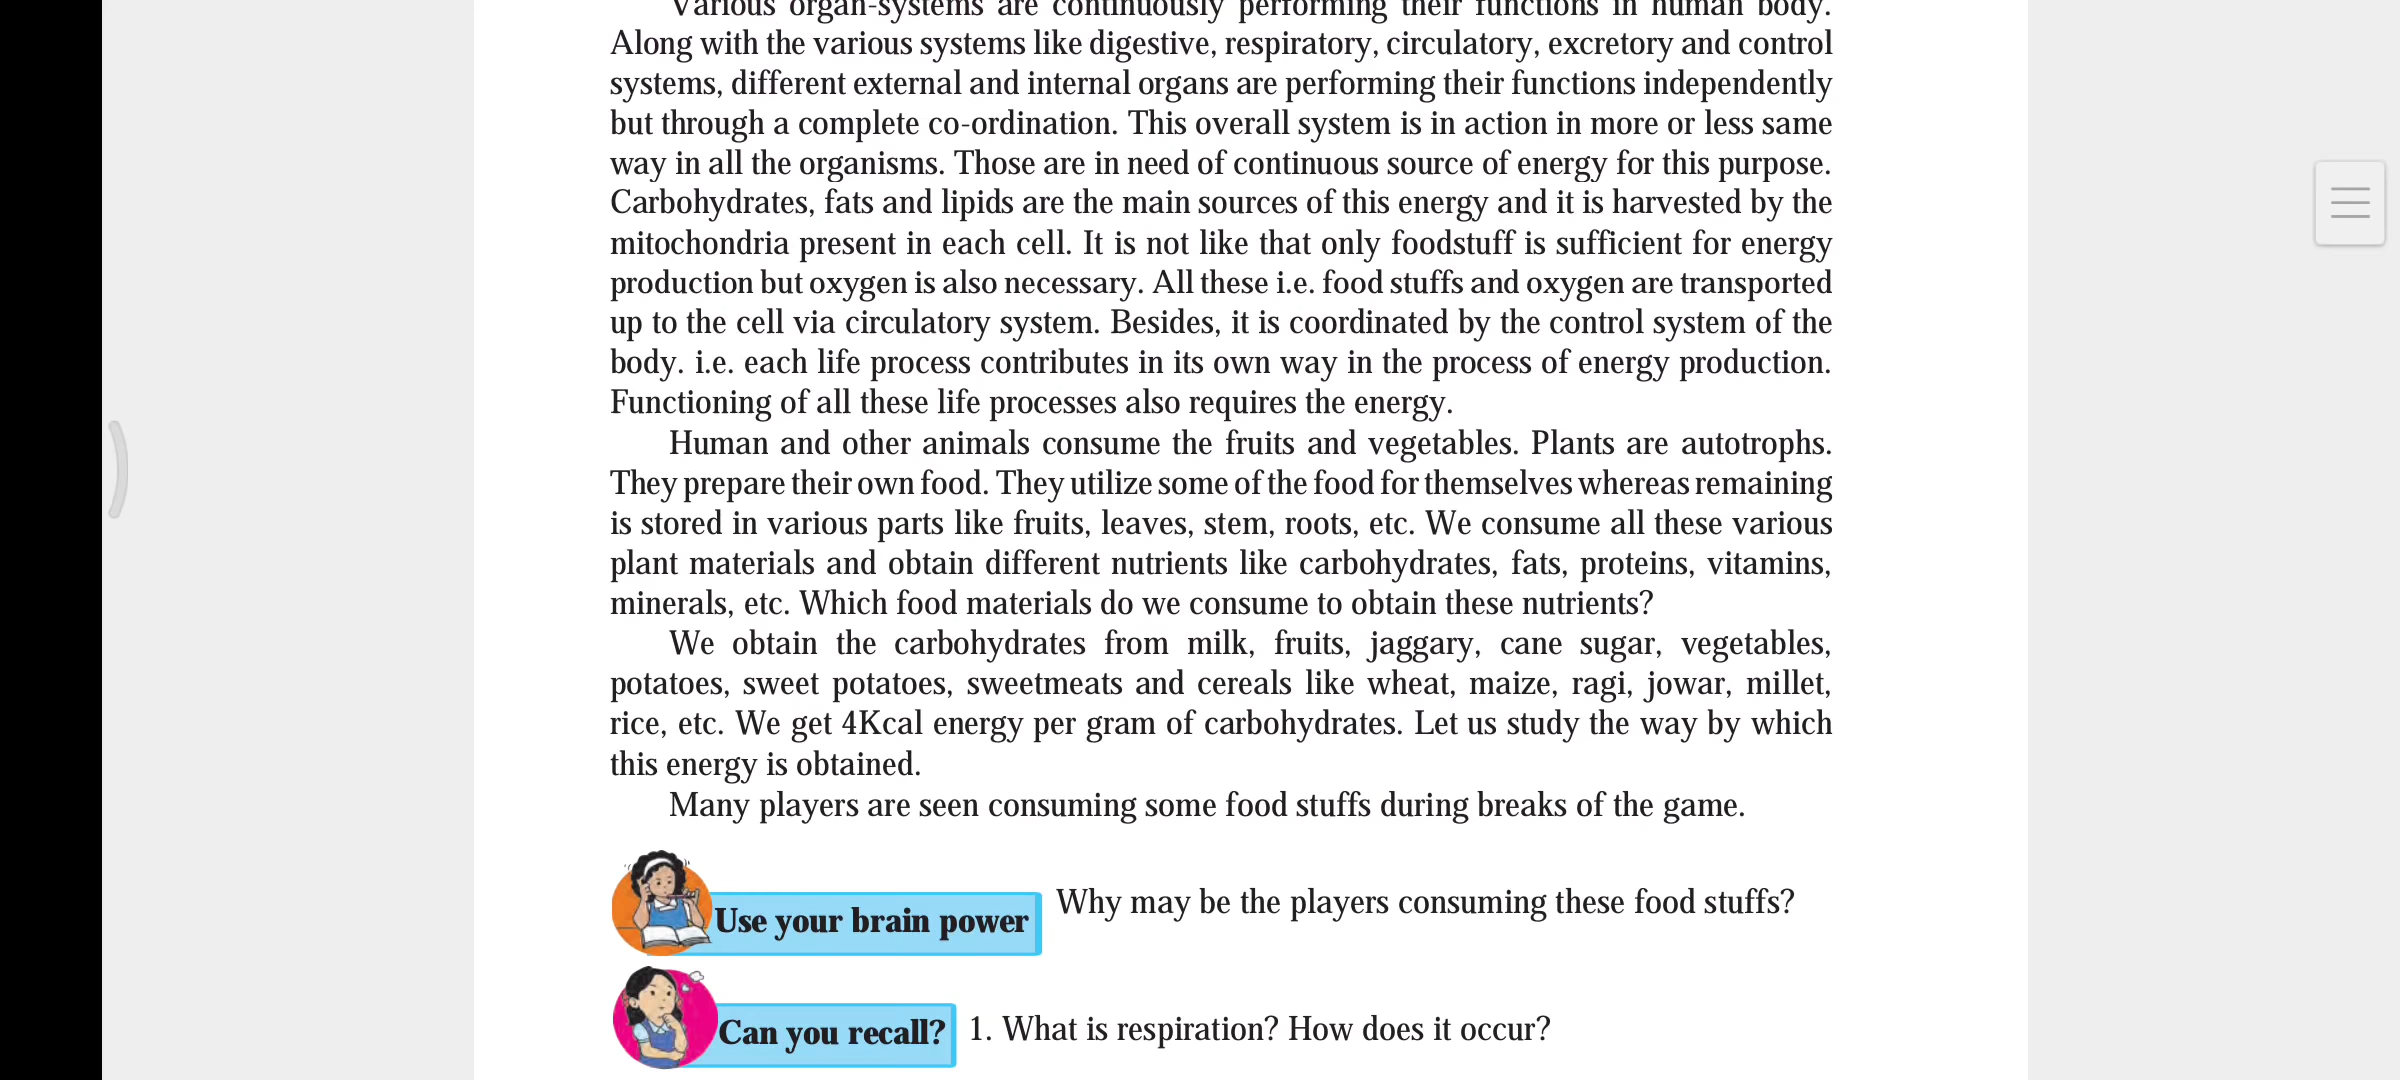 Various organ-systems are continuously performing their functions in human body.
Along with the various systems like digestive, respiratory, circulatory, excretory and control
systems, different external and internal organs are performing their functions independently
but through a complete co-ordination. This overall system is in action in more or less same
way in all the organisms. Those are in need of continuous source of energy for this purpose.
Carbohydrates, fats and lipids are the main sources of this energy and it is harvested by the
mitochondria present in each cell. It is not like that only foodstuff is sufficient for energy
production but oxygen is also necessary. All these i.e. food stuffs and oxygen are transported
up to the cell via circulatory system. Besides, it is coordinated by the control system of the
body. i.e. each life process contributes in its own way in the process of energy production.
Functioning of all these life processes also requires the energy.
Human and other animals consume the fruits and vegetables. Plants are autotrophs.
They prepare their own food. They utilize some of the food for themselves whereas remaining
is stored in various parts like fruits, leaves, stem, roots, etc. We consume all these various
plant materials and obtain different nutrients like carbohydrates, fats, proteins, vitamins,
minerals, etc. Which food materials do we consume to obtain these nutrients?
We obtain the carbohydrates from milk, fruits, jaggary, cane sugar, vegetables,
potatoes, sweet potatoes, sweetmeats and cereals like wheat, maize, ragi, jowar, millet,
rice, etc. We get 4Kcal energy per gram of carbohydrates. Let us study the way by which
this energy is obtained.
Many players are seen consuming some food stuffs during breaks of the game.
Use your brain power Why may be the players consuming these food stuffs?
Can you recall? 1. What is respiration? How does it occur?